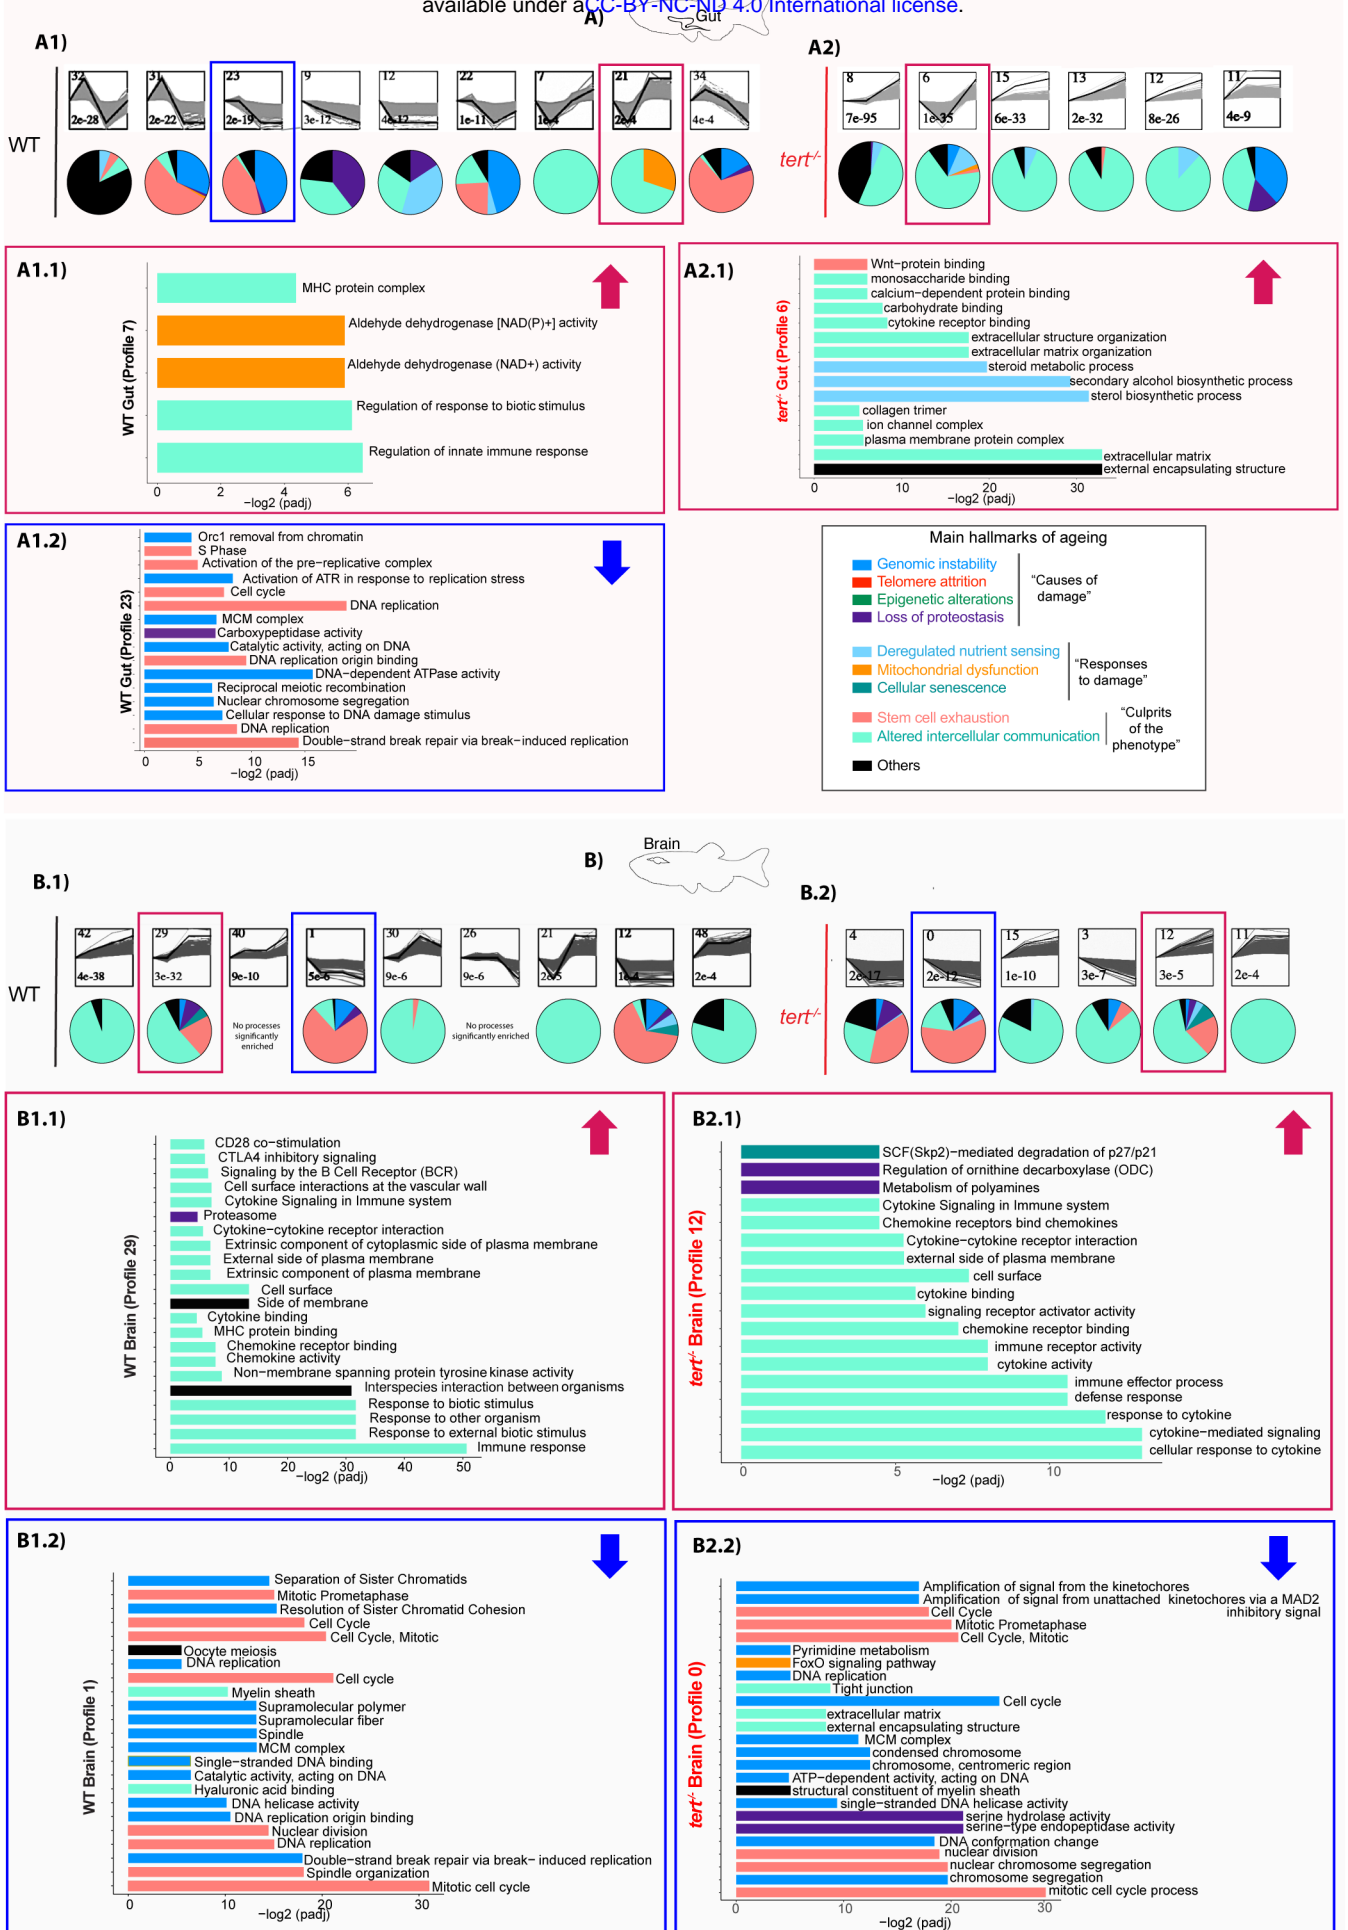 available under aCC-BY-NC-ND 4.0 International license.
A)
Gut
A1)
A2)
WT
32
2e-28
31
2e-22
23
2e-19
9
3e-12
12
4e-12
22
1e-11
7
1e-4
21
2e-4
34
4e-4
tert-/-
8
7e-95
6
1e-35
15
6e-33
13
2e-32
12
8e-26
11
4e-9
A1.1)
WT Gut (Profile 7)
MHC protein complex
Aldehyde dehydrogenase [NAD(P)+] activity
Aldehyde dehydrogenase (NAD+) activity
Regulation of response to biotic stimulus
Regulation of innate immune response
0 2 4 6
−log2 (padj)
A2.1)
tert-/- Gut (Profile 6)
Wnt−protein binding
monosaccharide binding
calcium−dependent protein binding
carbohydrate binding
cytokine receptor binding
extracellular structure organization
extracellular matrix organization
steroid metabolic process
secondary alcohol biosynthetic process
sterol biosynthetic process
collagen trimer
ion channel complex
plasma membrane protein complex
extracellular matrix
external encapsulating structure
0 10 20 30
−log2 (padj)
A1.2)
WT Gut (Profile 23)
Orc1 removal from chromatin
S Phase
Activation of the pre−replicative complex
Activation of ATR in response to replication stress
Cell cycle
DNA replication
MCM complex
Carboxypeptidase activity
Catalytic activity, acting on DNA
DNA replication origin binding
DNA−dependent ATPase activity
Reciprocal meiotic recombination
Nuclear chromosome segregation
Cellular response to DNA damage stimulus
DNA replication
Double−strand break repair via break−induced replication
0 5 10 15
−log2 (padj)
Main hallmarks of ageing
Genomic instability
Telomere attrition
Epigenetic alterations
Loss of proteostasis
“Causes of
damage”
Deregulated nutrient sensing
Mitochondrial dysfunction
Cellular senescence
“Responses
to damage”
Stem cell exhaustion
Altered intercellular communication
“Culprits
of the
phenotype”
Others
B)
Brain
B.1)
B.2)
WT
42
4e-38
29
3e-32
40
9e-10
No processes
significantly
enriched
1
5e-6
30
9e-6
26
9e-6
No processes
significantly enriched
21
2e-5
12
1e-4
48
2e-4
tert-/-
4
2e-17
0
2e-12
15
1e-10
3
3e-7
12
3e-5
11
2e-4
B1.1)
WT Brain (Profile 29)
CD28 co−stimulation
CTLA4 inhibitory signaling
Signaling by the B Cell Receptor (BCR)
Cell surface interactions at the vascular wall
Cytokine Signaling in Immune system
Proteasome
Cytokine−cytokine receptor interaction
Extrinsic component of cytoplasmic side of plasma membrane
External side of plasma membrane
Extrinsic component of plasma membrane
Cell surface
Side of membrane
Cytokine binding
MHC protein binding
Chemokine receptor binding
Chemokine activity
Non−membrane spanning protein tyrosine kinase activity
Interspecies interaction between organisms
Response to biotic stimulus
Response to other organism
Response to external biotic stimulus
Immune response
0 10 20 30 40 50
−log2 (padj)
B2.1)
tert-/- Brain (Profile 12)
SCF(Skp2)−mediated degradation of p27/p21
Regulation of ornithine decarboxylase (ODC)
Metabolism of polyamines
Cytokine Signaling in Immune system
Chemokine receptors bind chemokines
Cytokine−cytokine receptor interaction
external side of plasma membrane
cell surface
cytokine binding
signaling receptor activator activity
chemokine receptor binding
immune receptor activity
cytokine activity
immune effector process
defense response
response to cytokine
cytokine−mediated signaling
cellular response to cytokine
0 5 10
−log2 (padj)
B1.2)
WT Brain (Profile 1)
Separation of Sister Chromatids
Mitotic Prometaphase
Resolution of Sister Chromatid Cohesion
Cell Cycle
Cell Cycle, Mitotic
Oocyte meiosis
DNA replication
Cell cycle
Myelin sheath
Supramolecular polymer
Supramolecular fiber
Spindle
MCM complex
Single−stranded DNA binding
Catalytic activity, acting on DNA
Hyaluronic acid binding
DNA helicase activity
DNA replication origin binding
Nuclear division
DNA replication
Double−strand break repair via break− induced replication
Spindle organization
Mitotic cell cycle
0 10 20 30
−log2 (padj)
B2.2)
tert-/- Brain (Profile 0)
Amplification of signal from the kinetochores
Amplification of signal from unattached kinetochores via a MAD2
inhibitory signal
Cell Cycle
Mitotic Prometaphase
Cell Cycle, Mitotic
Pyrimidine metabolism
FoxO signaling pathway
DNA replication
Tight junction
Cell cycle
extracellular matrix
external encapsulating structure
MCM complex
condensed chromosome
chromosome, centromeric region
ATP−dependent activity, acting on DNA
structural constituent of myelin sheath
single−stranded DNA helicase activity
serine hydrolase activity
serine−type endopeptidase activity
DNA conformation change
nuclear division
nuclear chromosome segregation
chromosome segregation
mitotic cell cycle process
0 10 20 30
−log2 (padj)